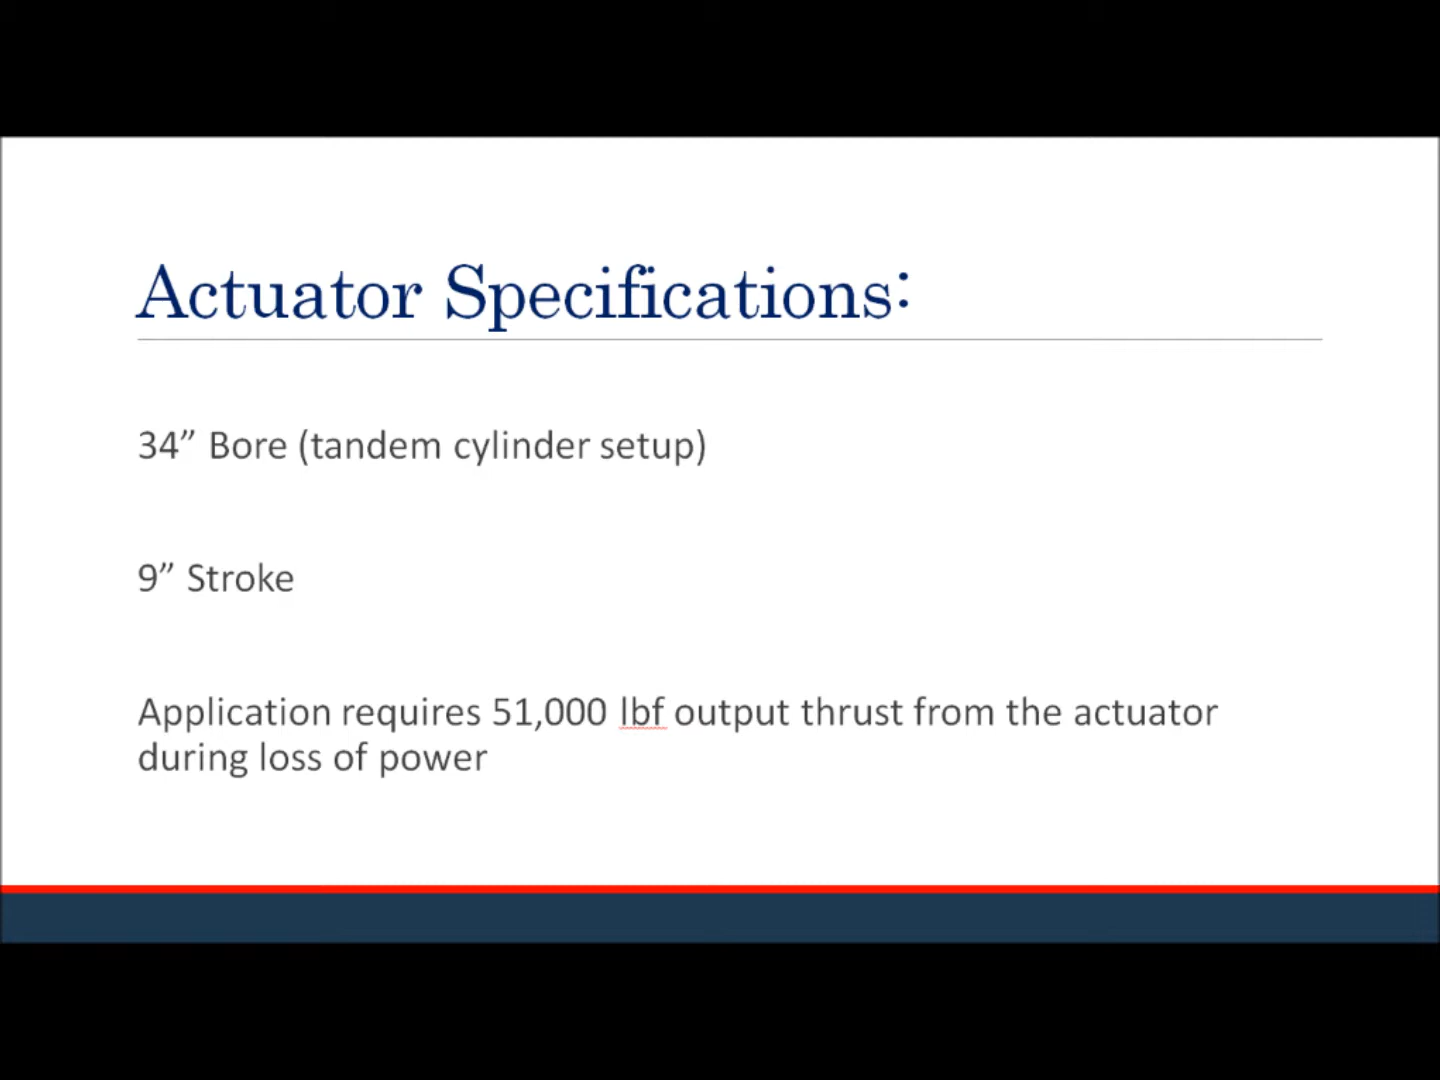 Actuator Specifications:
34” Bore (tandem cylinder setup)
9” Stroke
Application requires 51,000 lbf output thrust from the actuator
during loss of power